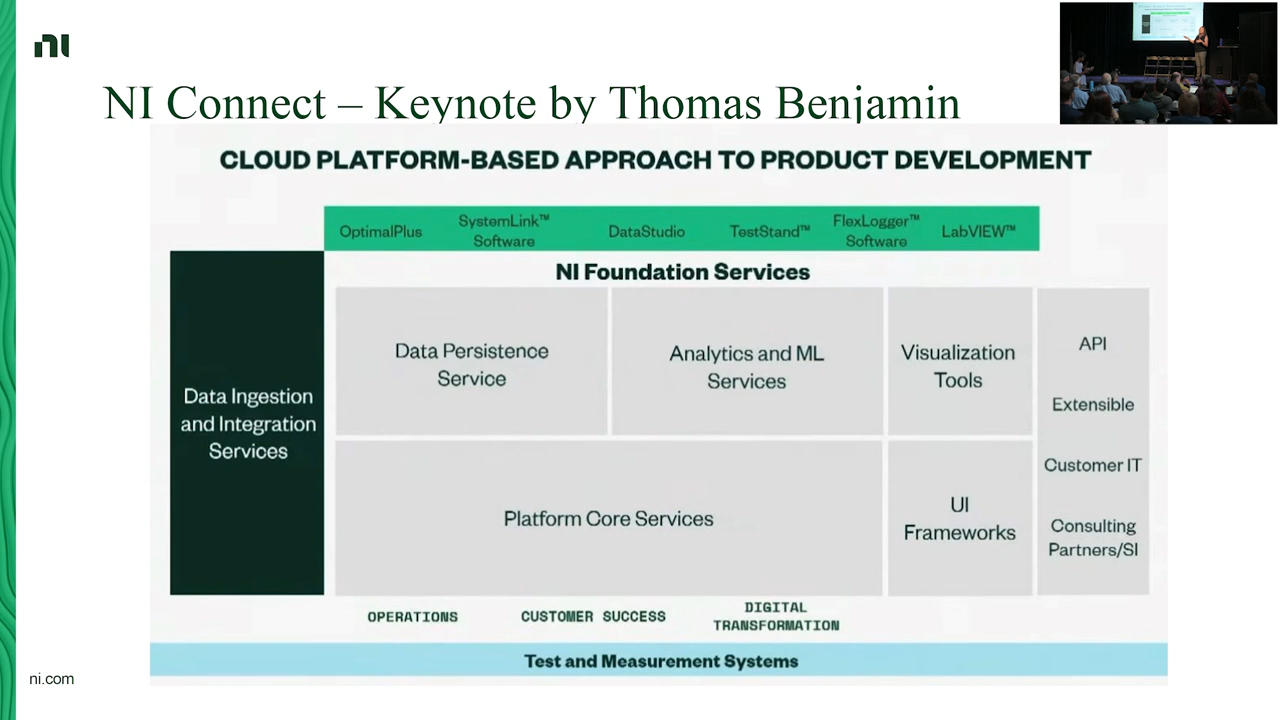 NI
NI Connect – Keynote by Thomas Benjamin
CLOUD PLATFORM-BASED APPROACH TO PRODUCT DEVELOPMENT
OptimalPlus
SystemLink™
Software
DataStudio
TestStand™
FlexLogger™
Software
LabVIEW™
NI Foundation Services
Data Ingestion
and Integration
Services
Data Persistence
Service
Analytics and ML
Services
Visualization
Tools
Platform Core Services
UI
Frameworks
API
Extensible
Customer IT
Consulting
Partners/SI
OPERATIONS
CUSTOMER SUCCESS
DIGITAL
TRANSFORMATION
Test and Measurement Systems
ni.com